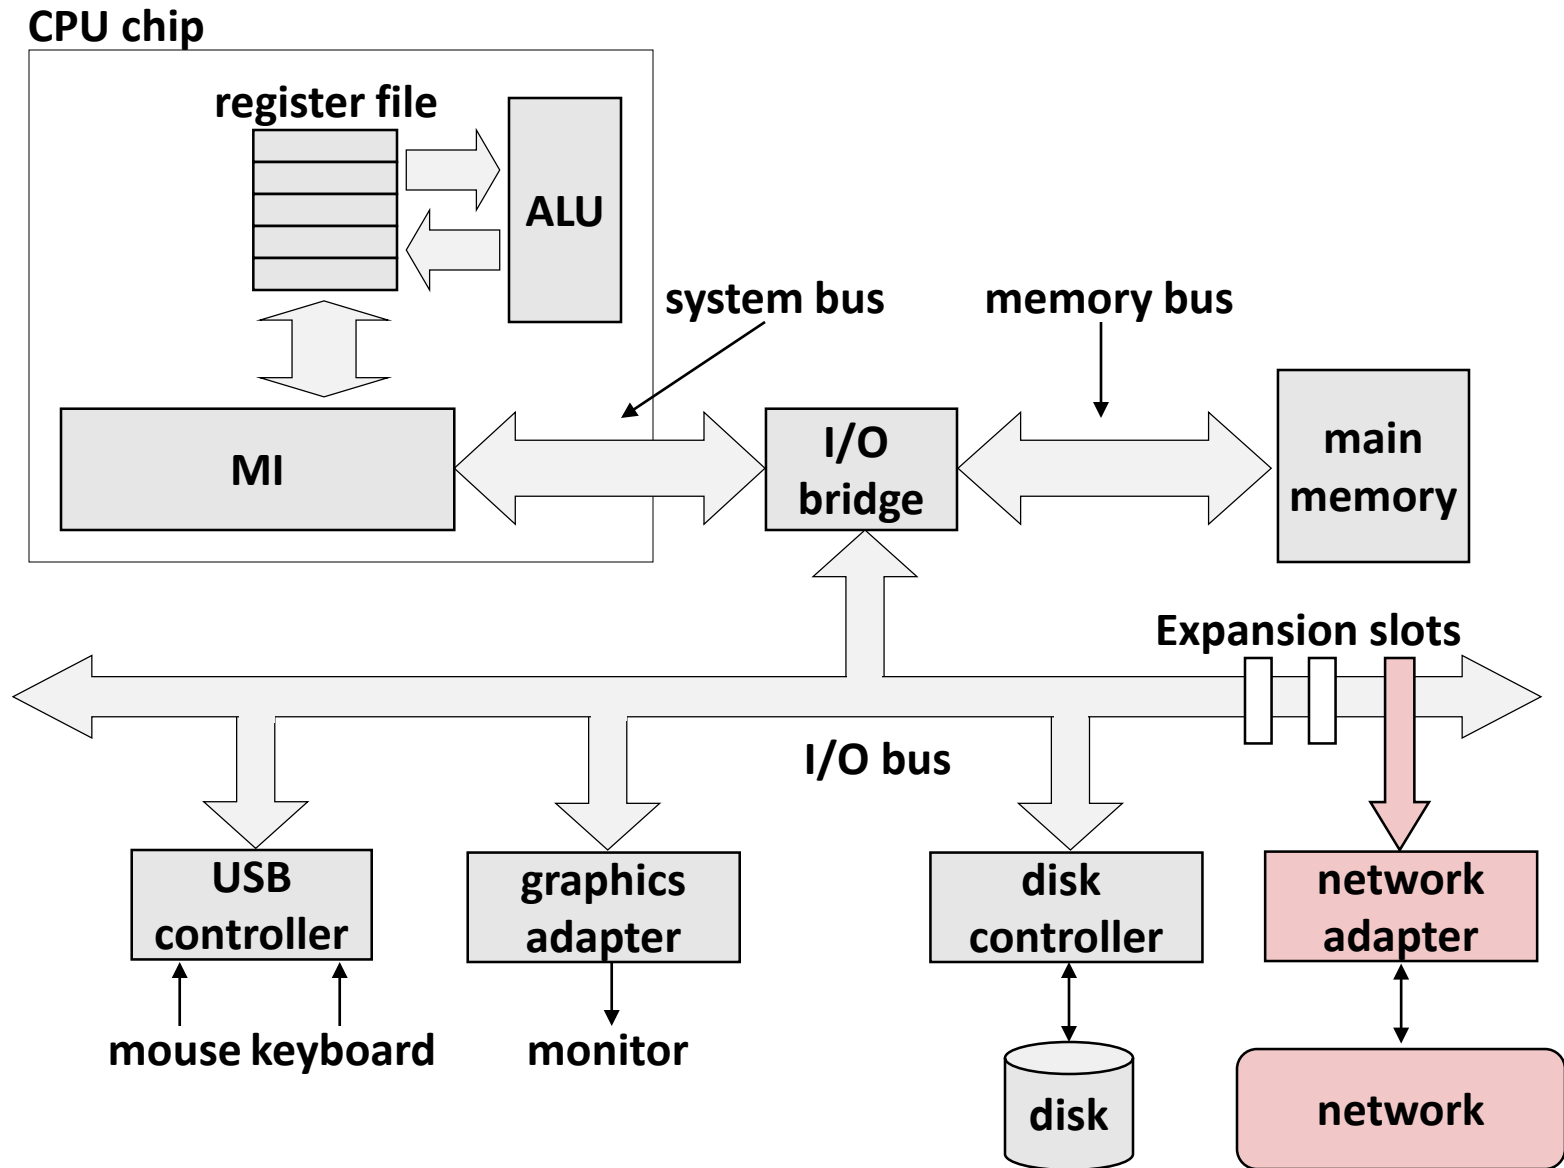 CPU chip
register file
ALU
system bus
memory bus
MI
I/O
bridge
main
memory
Expansion slots
I/O bus
USB
controller
graphics
adapter
disk
controller
network
adapter
mouse keyboard
monitor
disk
network